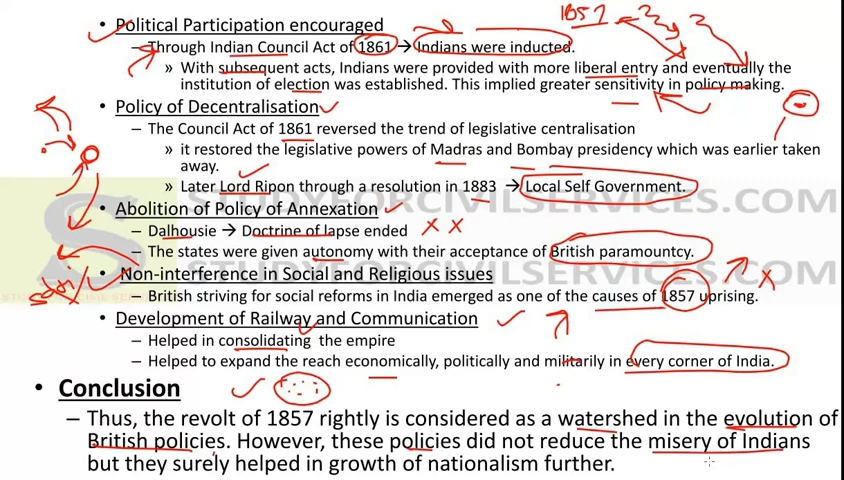 1857
• Political Participation encouraged
– Through Indian Council Act of 1861 → Indians were inducted.
» With subsequent acts, Indians were provided with more liberal entry and eventually the
institution of election was established. This implied greater sensitivity in policy making.
• Policy of Decentralisation
– The Council Act of 1861 reversed the trend of legislative centralisation
» it restored the legislative powers of Madras and Bombay presidency which was earlier taken
away.
» Later Lord Ripon through a resolution in 1883 → Local Self Government.
STUDYFORCIVILSERVICES.COM
• Abolition of Policy of Annexation
– Dalhousie → Doctrine of lapse ended
– The states were given autonomy with their acceptance of British paramountcy.
STUDYFORCIVILSERVICES.COM
• Non-interference in Social and Religious issues
– British striving for social reforms in India emerged as one of the causes of 1857 uprising.
• Development of Railway and Communication
– Helped in consolidating the empire
– Helped to expand the reach economically, politically and militarily in every corner of India.
• Conclusion
– Thus, the revolt of 1857 rightly is considered as a watershed in the evolution of
British policies. However, these policies did not reduce the misery of Indians
but they surely helped in growth of nationalism further.